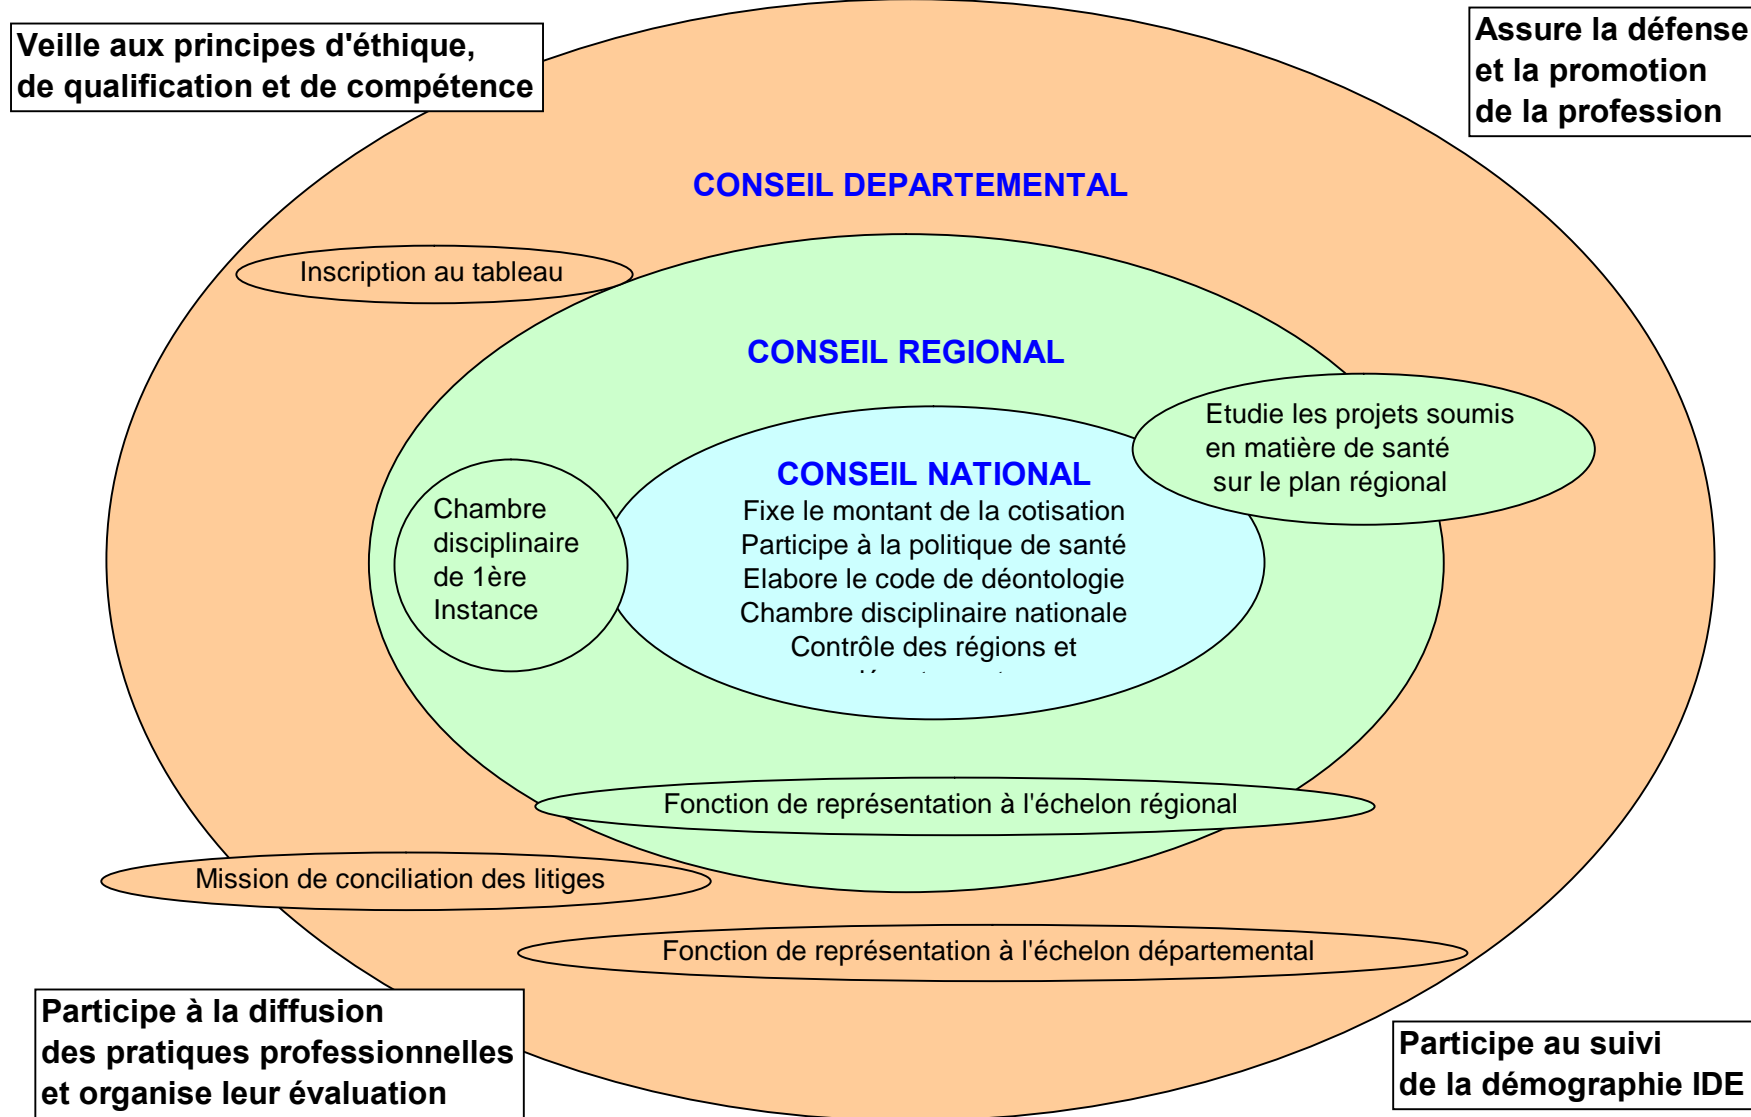 Veille aux principes d'éthique,
de qualification et de compétence
Assure la défense
et la promotion
de la profession
CONSEIL DEPARTEMENTAL
Inscription au tableau
CONSEIL REGIONAL
Etudie les projets soumis
en matière de santé
sur le plan régional
CONSEIL NATIONAL
Fixe le montant de la cotisation
Participe à la politique de santé
Elabore le code de déontologie
Chambre disciplinaire nationale
Contrôle des régions et
Chambre
disciplinaire
de 1ère
Instance
Fonction de représentation à l'échelon régional
Mission de conciliation des litiges
Fonction de représentation à l'échelon départemental
Participe à la diffusion
des pratiques professionnelles
et organise leur évaluation
Participe au suivi
de la démographie IDE